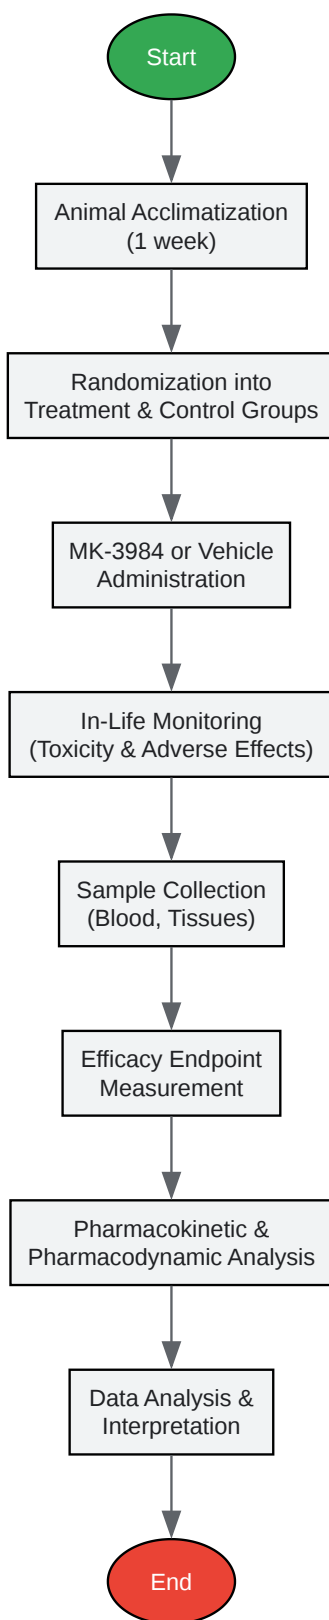 Start
Animal Acclimatization
(1 week)
Randomization into
Treatment & Control Groups
MK-3984 or Vehicle
Administration
In-Life Monitoring
(Toxicity & Adverse Effects)
Sample Collection
(Blood, Tissues)
Efficacy Endpoint
Measurement
Pharmacokinetic &
Pharmacodynamic Analysis
Data Analysis &
Interpretation
End